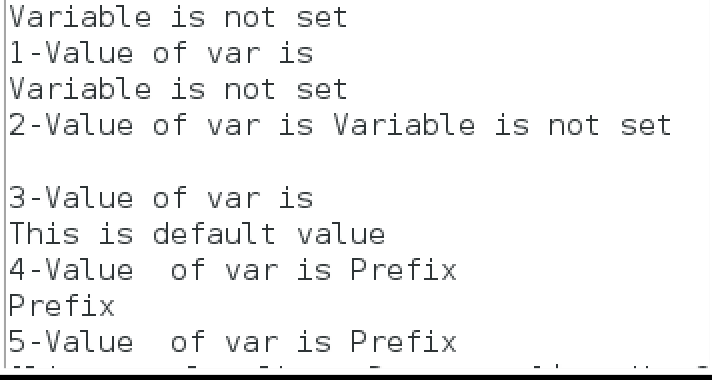 Variable is not set
1-Value of var is
Variable is not set
2-Value of var is Variable is not set

3-Value of var is
This is default value
4-Value  of var is Prefix
Prefix
5-Value  of var is Prefix